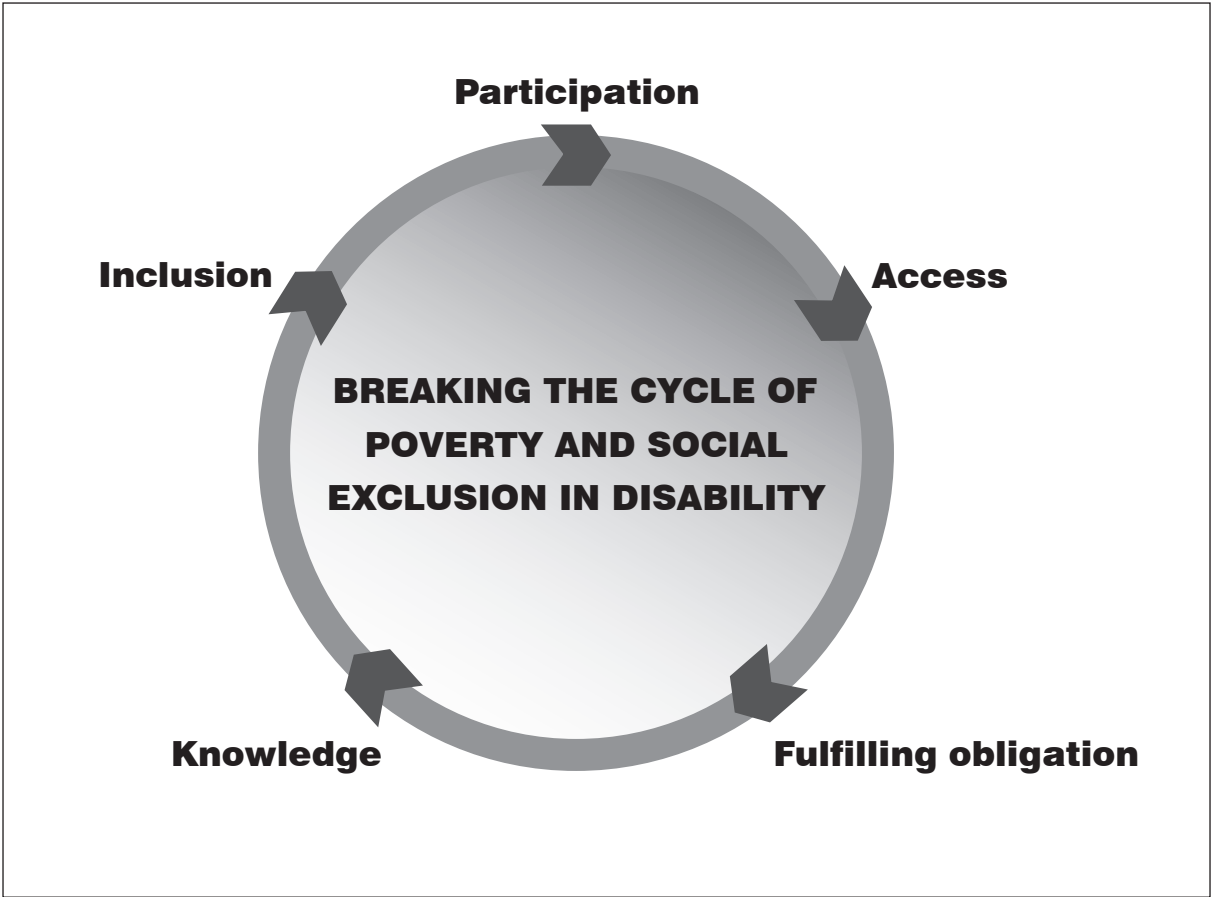 Participation
Inclusion
Access
BREAKING THE CYCLE OF
POVERTY AND SOCIAL
EXCLUSION IN DISABILITY
Knowledge
Fulfilling obligation